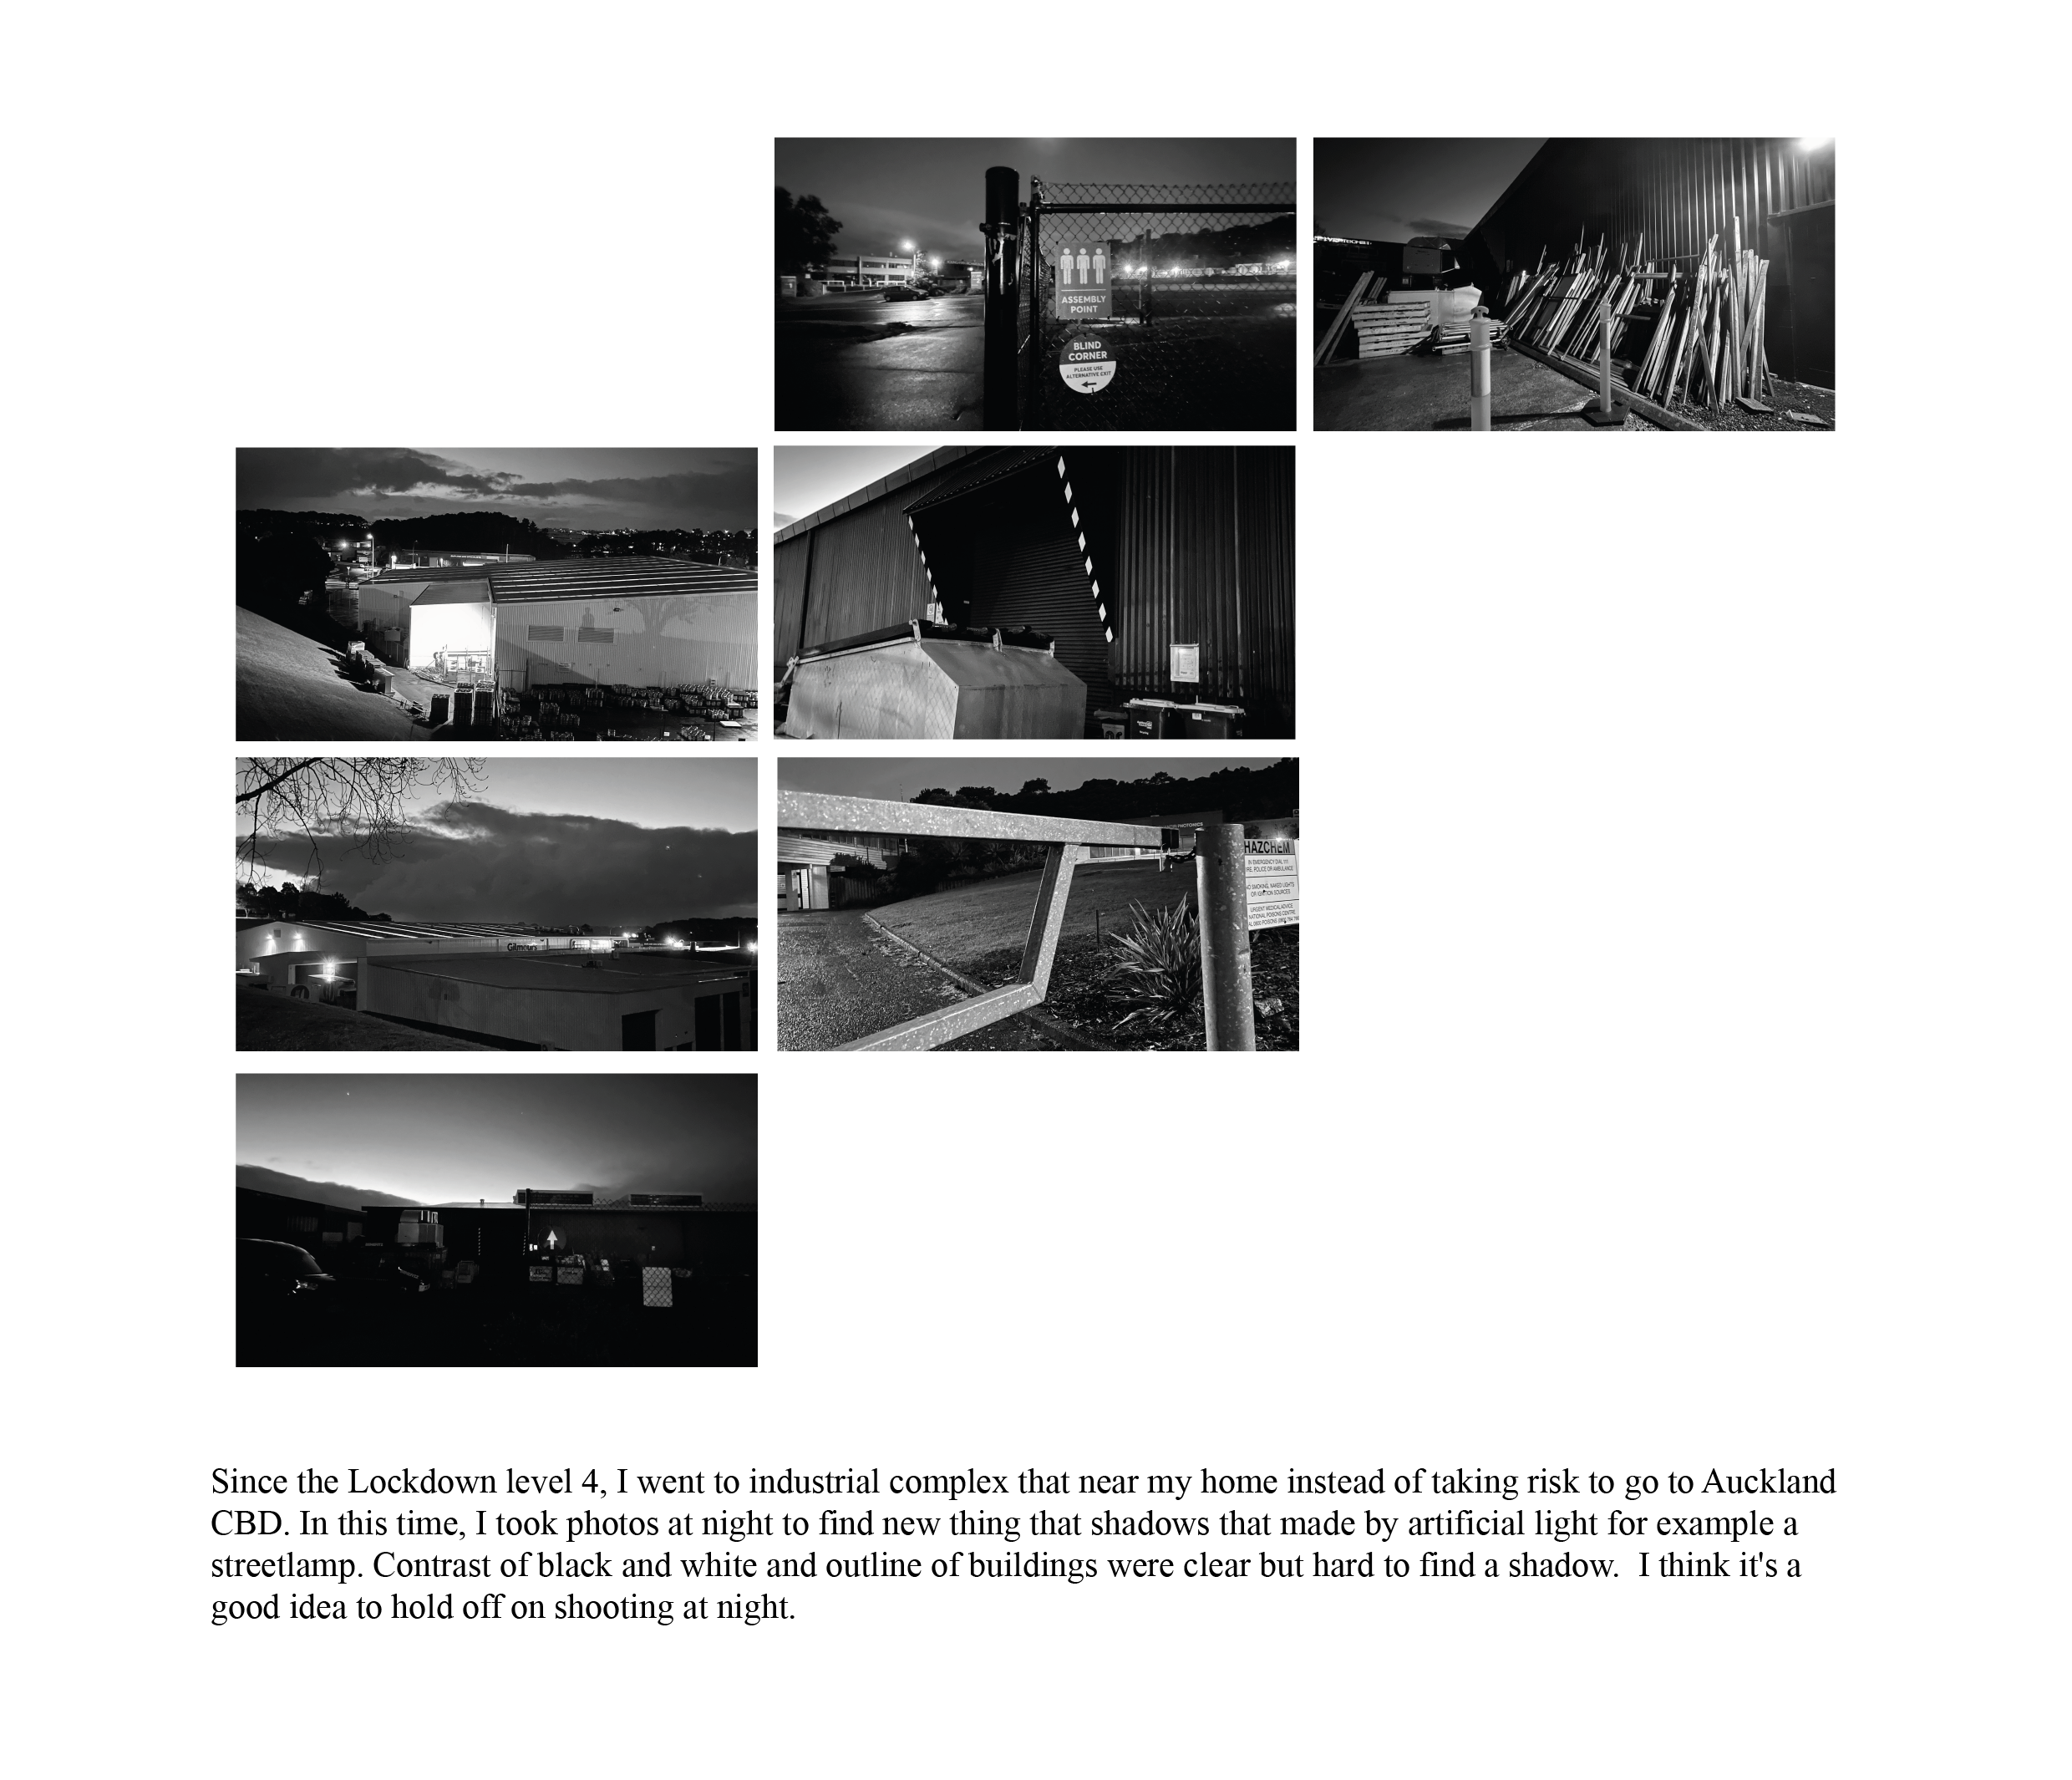 ASSEMBLY
POINT
BLIND
CORNER
PLEASE USE
ALTERNATIVE EXIT
Gilmours
HAZCHEM
IN EMERGENCY DIAL 111
FIRE, POLICE OR AMBULANCE
NO SMOKING, NAKED LIGHTS
OR IGNITION SOURCES
URGENT MEDICAL ADVICE
NATIONAL POISONS CENTRE
Since the Lockdown level 4, I went to industrial complex that near my home instead of taking risk to go to Auckland
CBD. In this time, I took photos at night to find new thing that shadows that made by artificial light for example a
streetlamp. Contrast of black and white and outline of buildings were clear but hard to find a shadow.  I think it's a
good idea to hold off on shooting at night.